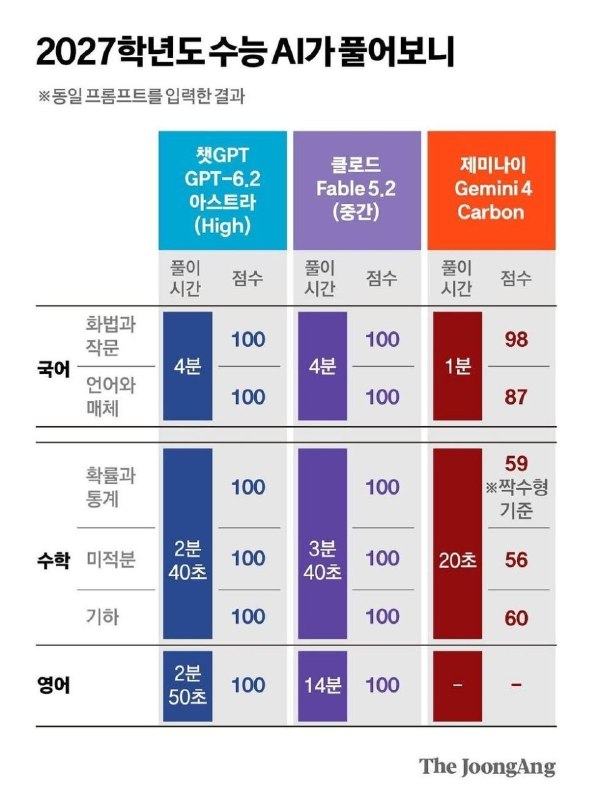 2027학년도 수능 AI가 풀어보니
※동일 프롬프트를 입력한 결과
챗GPT
GPT-6.2
아스트라
(High)
클로드
Fable 5.2
(중간)
제미나이
Gemini 4
Carbon
풀이
시간
점수
풀이
시간
점수
풀이
시간
점수
국어
화법과
작문
4분
100
4분
100
1분
98
언어와
매체
100
100
87
수학
확률과
통계
2분
40초
100
3분
40초
100
20초
59
※짝수형
기준
미적분
100
100
56
기하
100
100
60
영어
2분
50초
100
14분
100
–
–
The JoongAng